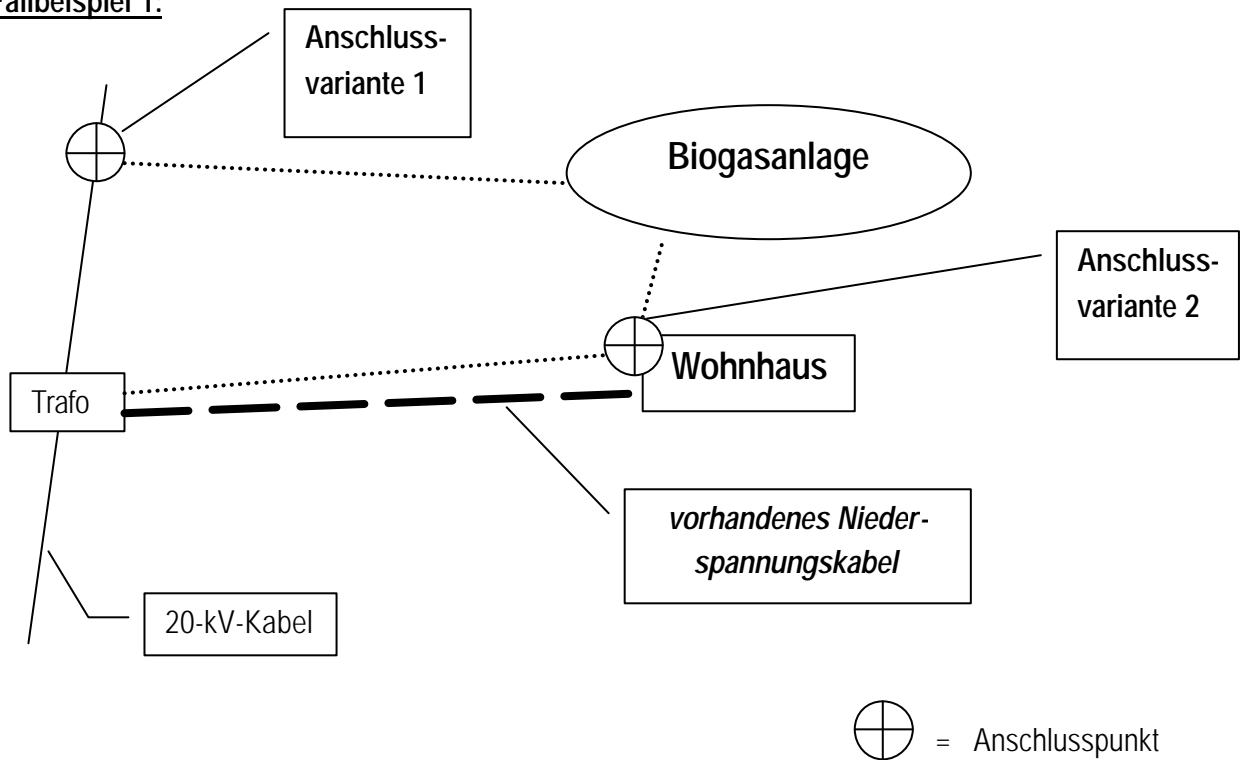 Fallbeispiel 1:
Anschluss-
variante 1
Biogasanlage
Anschluss-
variante 2
Wohnhaus
Trafo
vorhandenes Nieder-
spannungskabel
20-kV-Kabel
= Anschlusspunkt